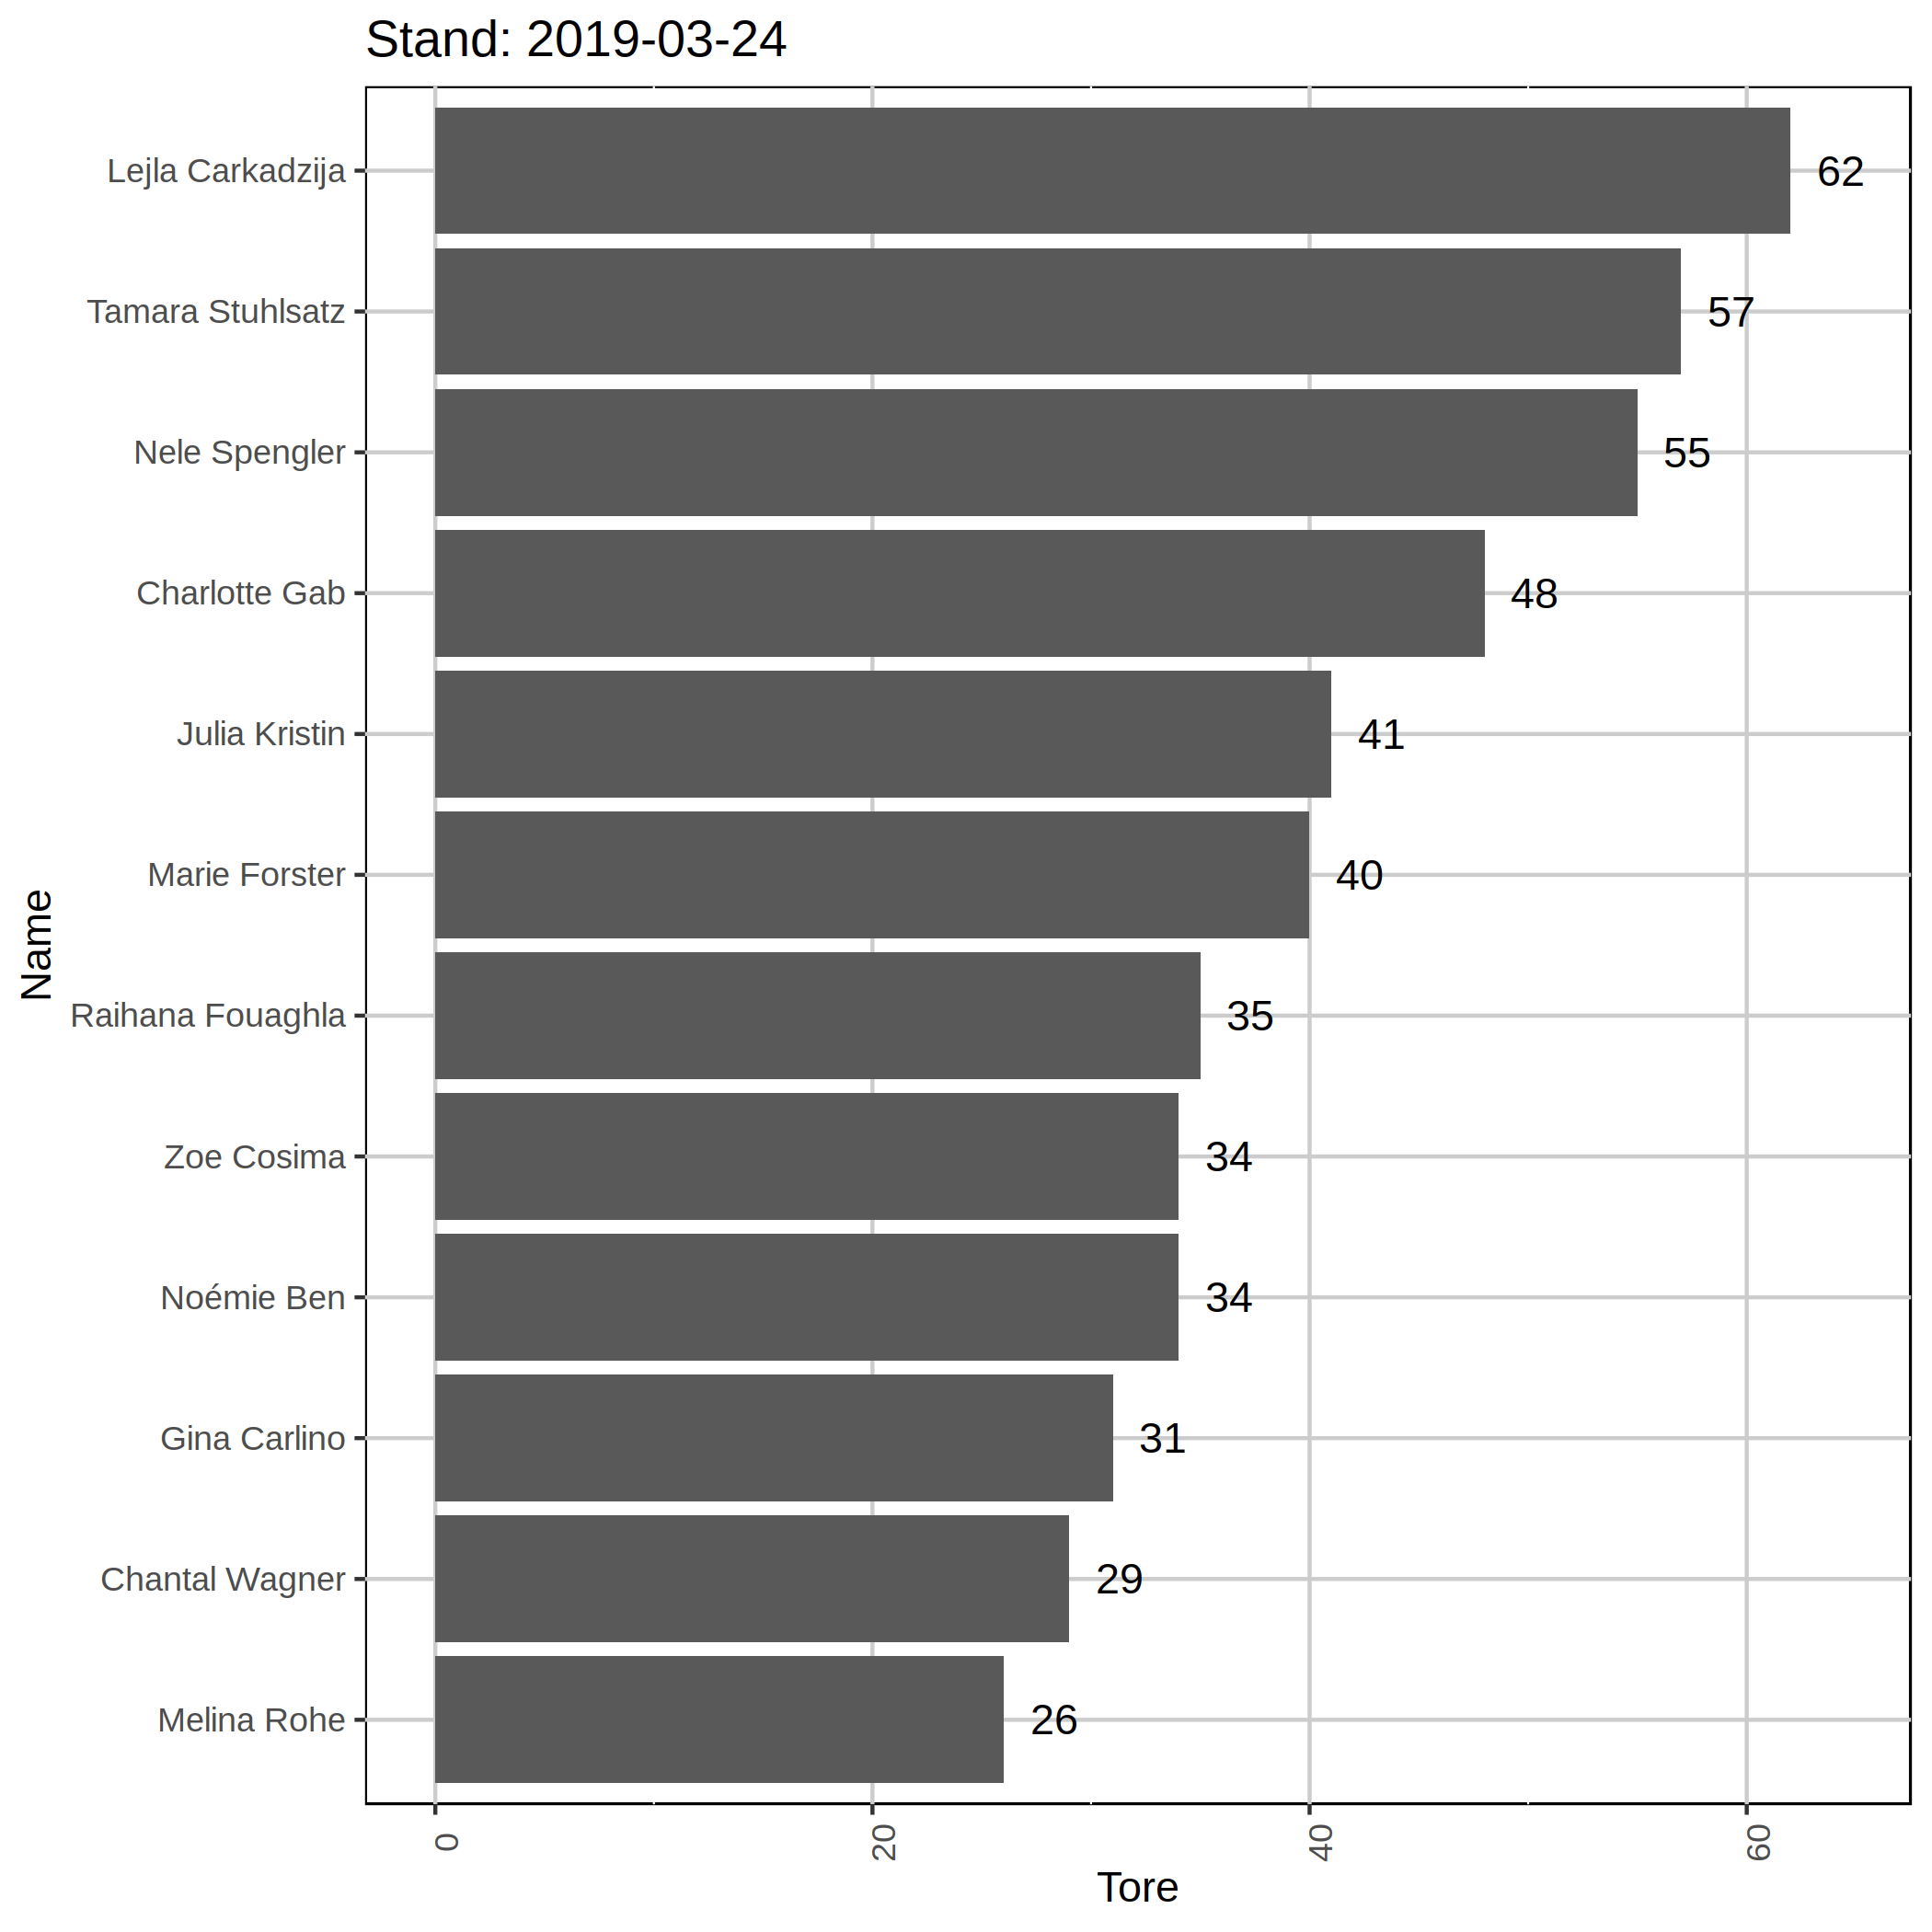 Stand: 2019-03-24
Lejla Carkadzija 62
Tamara Stuhlsatz 57
Nele Spengler 55
Charlotte Gab 48
Julia Kristin 41
Marie Forster 40
Raihana Fouaghla 35
Zoe Cosima 34
Noémie Ben 34
Gina Carlino 31
Chantal Wagner 29
Melina Rohe 26
Name
0 20 40 60
Tore